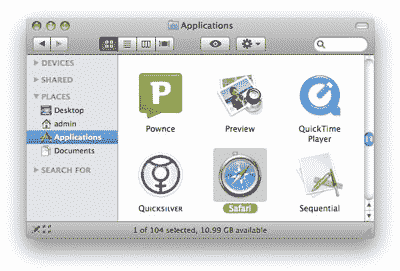 Applications
DEVICES
SHARED
PLACES
Desktop
admin
Applications
Documents
SEARCH FOR
P
Pownce
Preview
QuickTime
Player
Quicksilver
Safari
Sequential
1 of 104 selected, 10.99 GB available